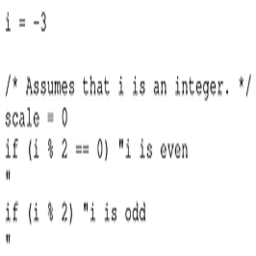 i = -3
/* Assumes that i is an integer. */
scale = 0
if (i % 2 == 0) "i is even
"
if (i % 2) "i is odd
"